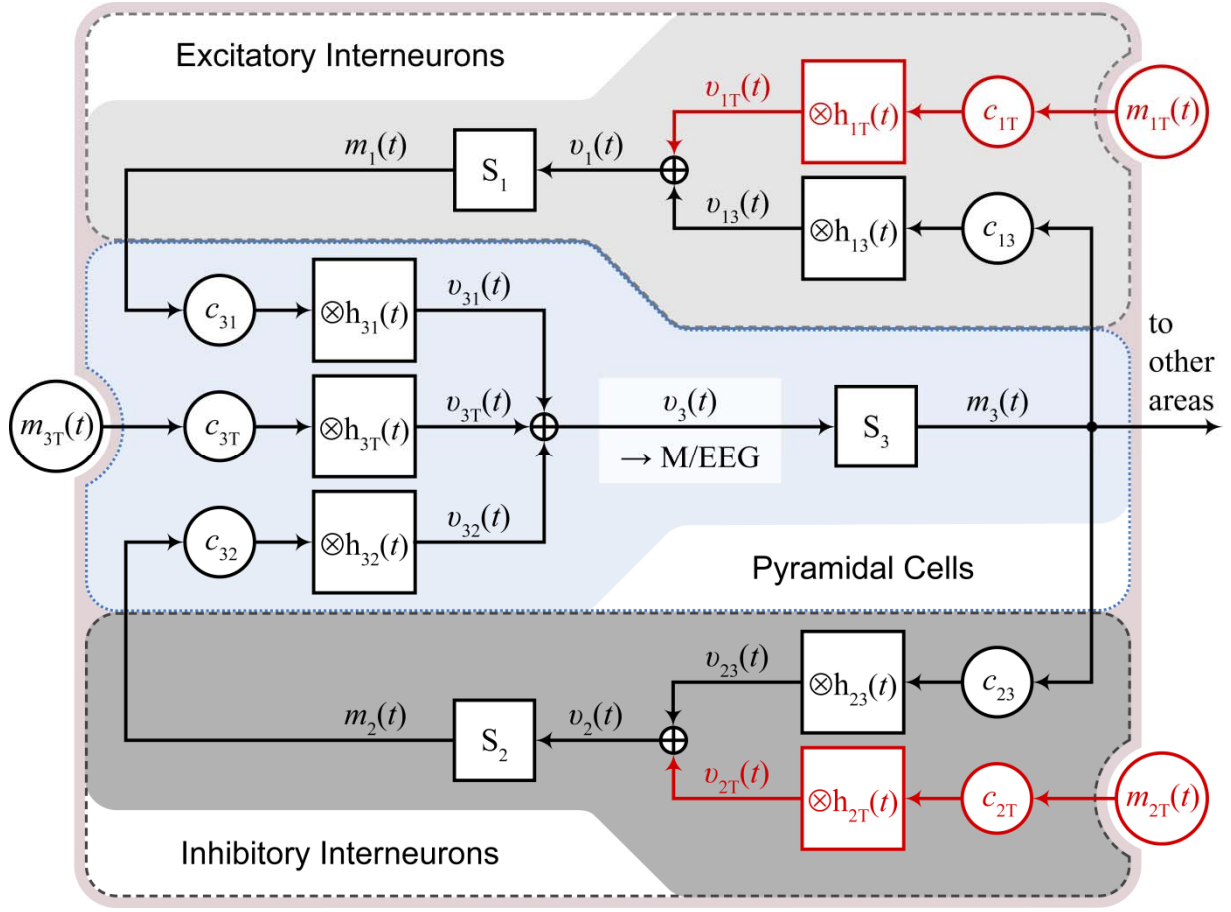 Excitatory Interneurons
υ₁T(t)
⊗h₁T(t)
c₁T
m₁T(t)
m₁(t)
S₁
υ₁(t)
υ₁₃(t)
⊗h₁₃(t)
c₁₃
c₃₁
⊗h₃₁(t)
υ₃₁(t)
to
other
areas
m₃T(t)
c₃T
⊗h₃T(t)
υ₃T(t)
υ₃(t)
→ M/EEG
S₃
m₃(t)
c₃₂
⊗h₃₂(t)
υ₃₂(t)
Pyramidal Cells
m₂(t)
S₂
υ₂(t)
υ₂₃(t)
⊗h₂₃(t)
c₂₃
υ₂T(t)
⊗h₂T(t)
c₂T
m₂T(t)
Inhibitory Interneurons